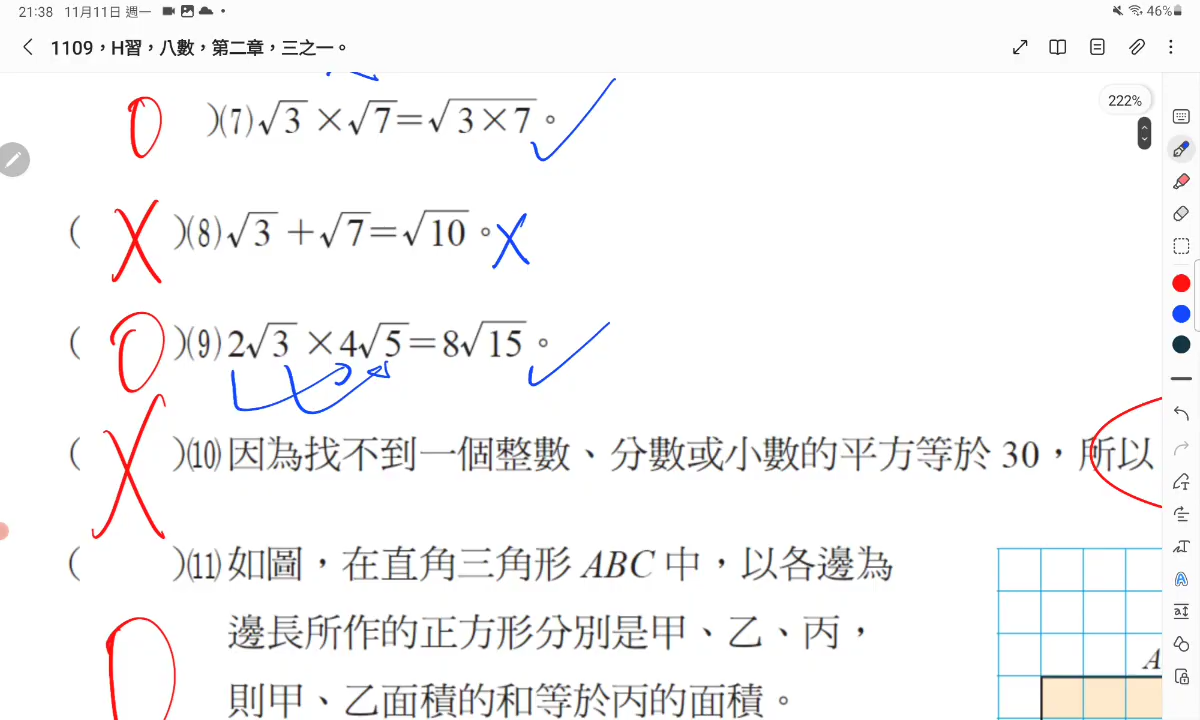 21:38 11月11日 週一 46%
1109，H習，八數，第二章，三之一。
222%
O )(7)√3 ×√7=√3×7。✓
( X )(8)√3 +√7=√10。X
( O )(9)2√3 ×4√5=8√15。✓
( X )(10)因為找不到一個整數、分數或小數的平方等於 30，所以
( O )(11)如圖，在直角三角形 ABC 中，以各邊為
邊長所作的正方形分別是甲、乙、丙，
則甲、乙面積的和等於丙的面積。
A